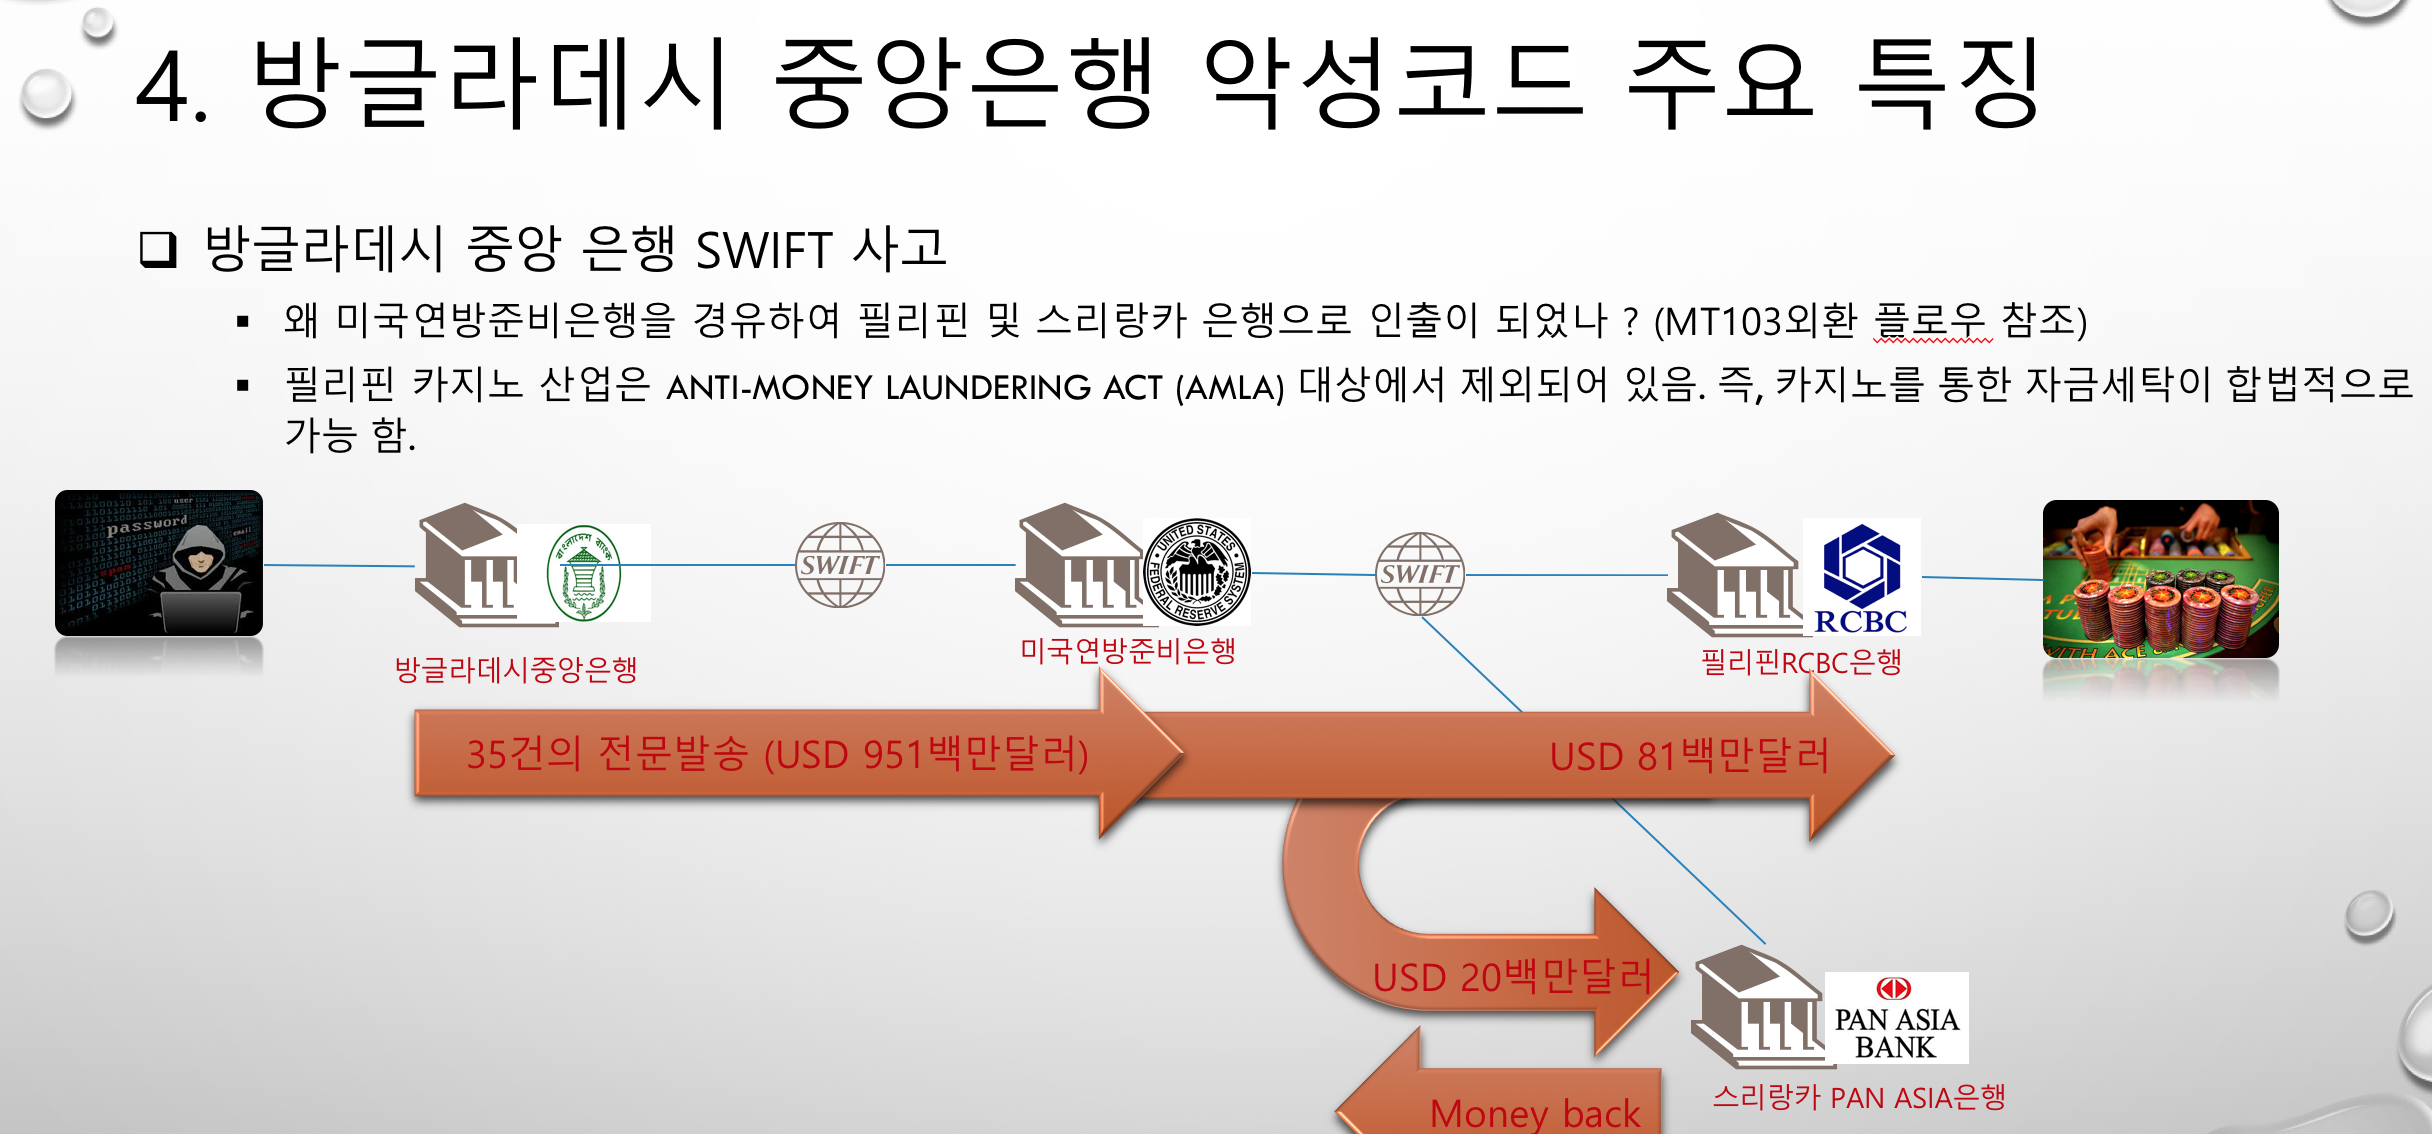 4. 방글라데시 중앙은행 악성코드 주요 특징
방글라데시 중앙 은행 SWIFT 사고
왜 미국연방준비은행을 경유하여 필리핀 및 스리랑카 은행으로 인출이 되었나 ? (MT103외환 플로우 참조)
필리핀 카지노 산업은 ANTI-MONEY LAUNDERING ACT (AMLA) 대상에서 제외되어 있음. 즉, 카지노를 통한 자금세탁이 합법적으로
가능 함.
user
password
email
span
SWIFT
UNITED STATES
FEDERAL RESERVE SYSTEM
SWIFT
RCBC
WITH ACE
방글라데시중앙은행
미국연방준비은행
필리핀RCBC은행
35건의 전문발송 (USD 951백만달러)
USD 81백만달러
USD 20백만달러
PAN ASIA
BANK
스리랑카 PAN ASIA은행
Money back